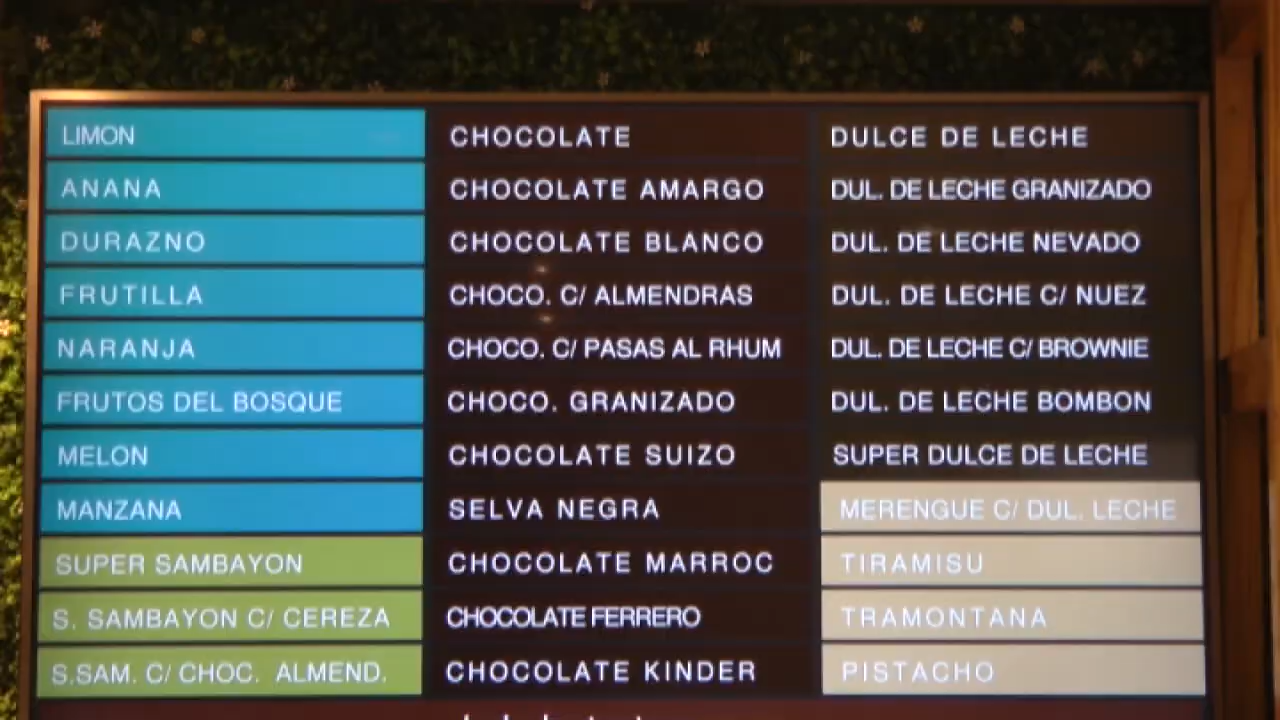 LIMON
ANANA
DURAZNO
FRUTILLA
NARANJA
FRUTOS DEL BOSQUE
MELON
MANZANA
SUPER SAMBAYON
S. SAMBAYON C/ CEREZA
S.SAM. C/ CHOC. ALMEND.
CHOCOLATE
CHOCOLATE AMARGO
CHOCOLATE BLANCO
CHOCO. C/ ALMENDRAS
CHOCO. C/ PASAS AL RHUM
CHOCO. GRANIZADO
CHOCOLATE SUIZO
SELVA NEGRA
CHOCOLATE MARROC
CHOCOLATE FERRERO
CHOCOLATE KINDER
DULCE DE LECHE
DUL. DE LECHE GRANIZADO
DUL. DE LECHE NEVADO
DUL. DE LECHE C/ NUEZ
DUL. DE LECHE C/ BROWNIE
DUL. DE LECHE BOMBON
SUPER DULCE DE LECHE
MERENGUE C/ DUL. LECHE
TIRAMISU
TRAMONTANA
PISTACHO